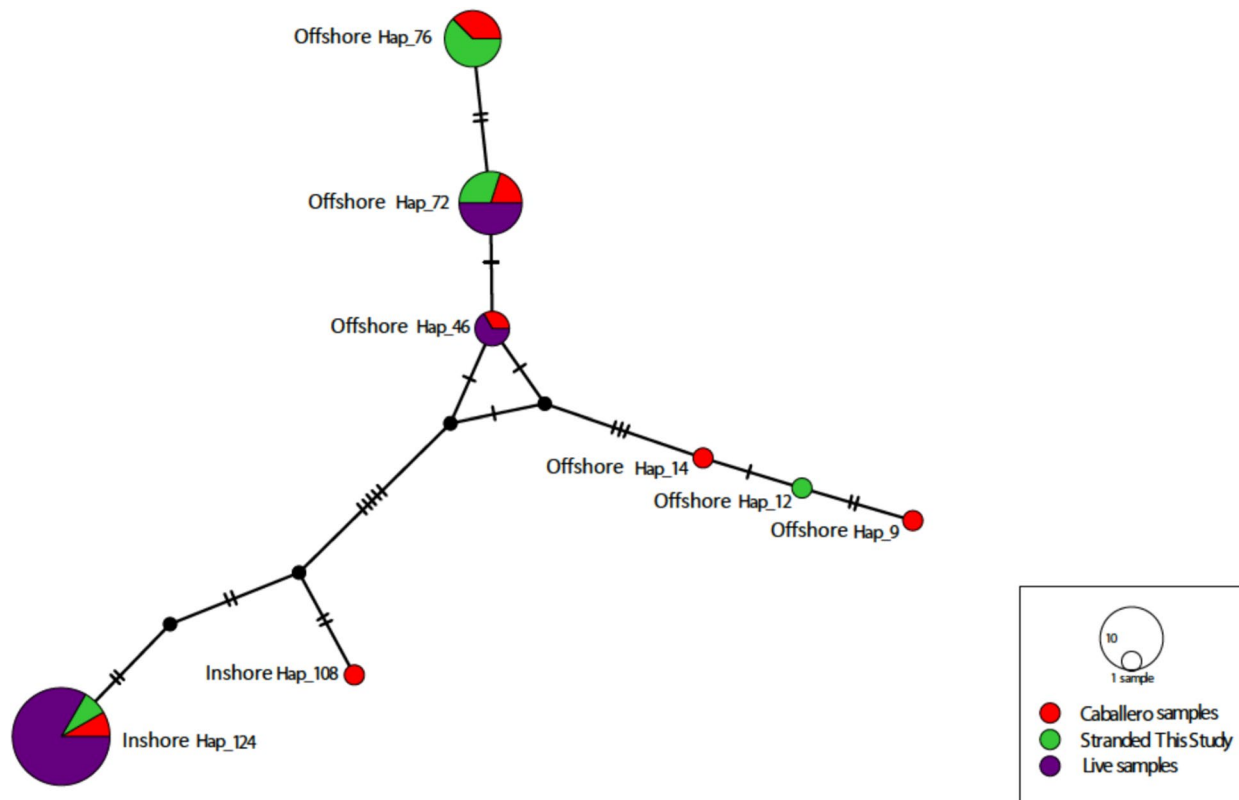 Offshore Hap_76
Offshore Hap_72
Offshore Hap_46
Offshore Hap_14
Offshore Hap_12
Offshore Hap_9
Inshore Hap_108
Inshore Hap_124
10
1 sample
Caballero samples
Stranded This Study
Live samples